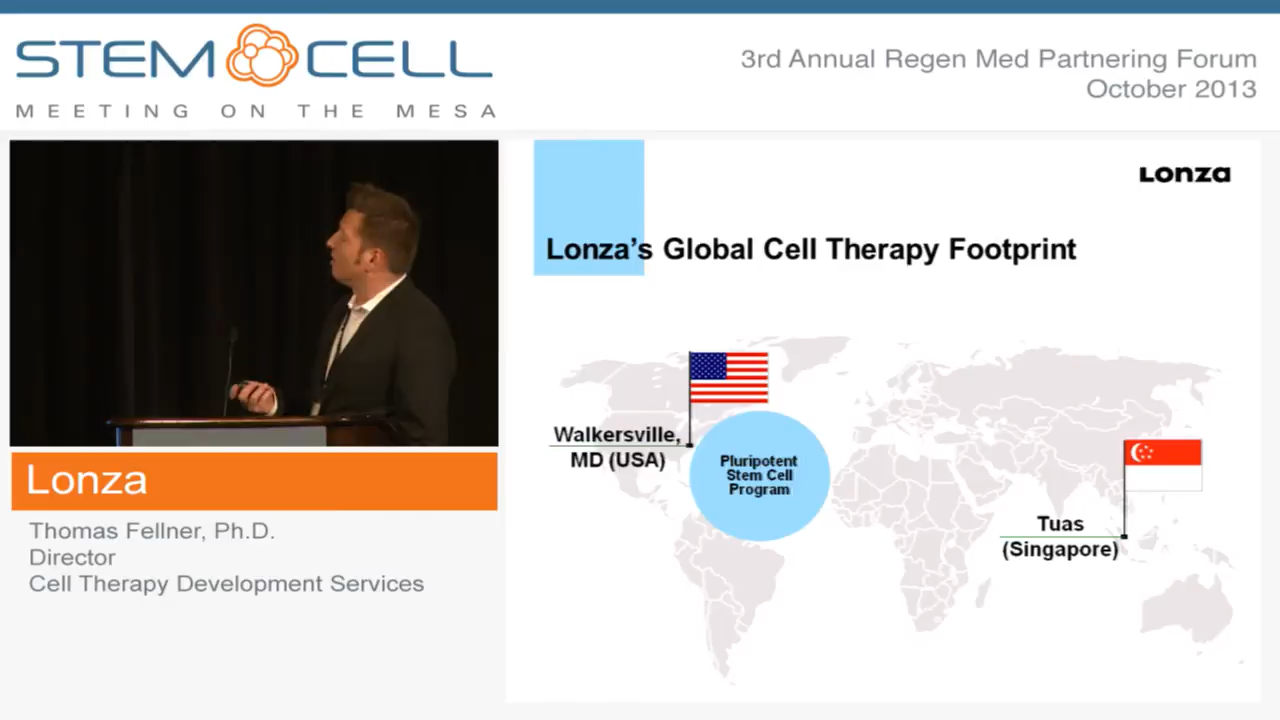 STEM CELL
MEETING ON THE MESA
3rd Annual Regen Med Partnering Forum
October 2013
Lonza
Thomas Fellner, Ph.D.
Director
Cell Therapy Development Services
Lonza
Lonza's Global Cell Therapy Footprint
Walkersville,
MD (USA)
Pluripotent
Stem Cell
Program
Tuas
(Singapore)